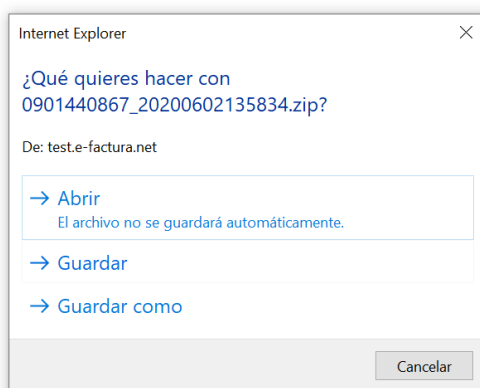 Internet Explorer
¿Qué quieres hacer con
0901440867_20200602135834.zip?
De: test.e-factura.net
Abrir
El archivo no se guardará automáticamente.
Guardar
Guardar como
Cancelar